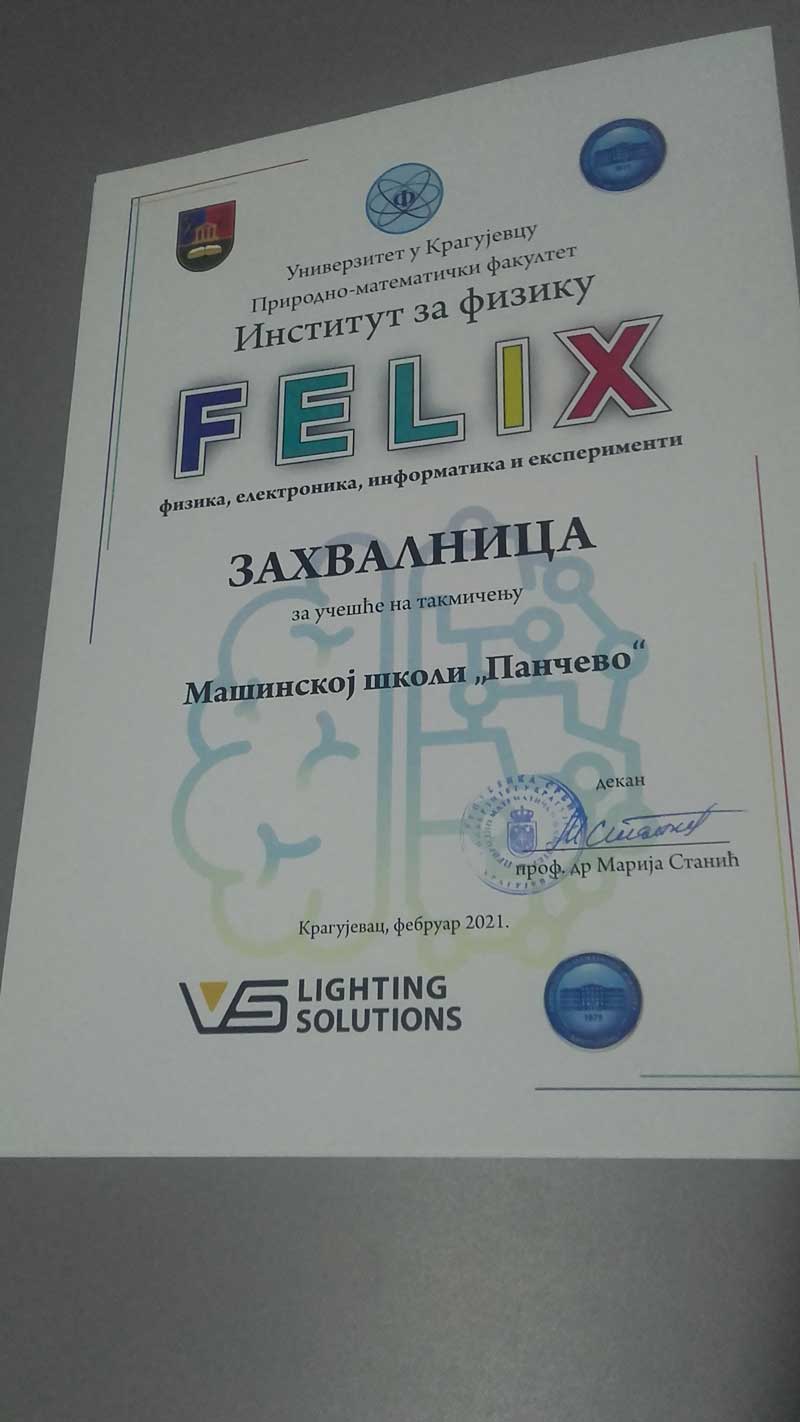 Ф
Универзитет у Крагујевцу
Природно-математички факултет
Институт за физику
FELIX
физика, електроника, информатика и експерименти
ЗАХВАЛНИЦА
за учешће на такмичењу
Машинској школи „Панчево“
декан
проф. др Марија Станић
Крагујевац, фебруар 2021.
VS LIGHTING
SOLUTIONS